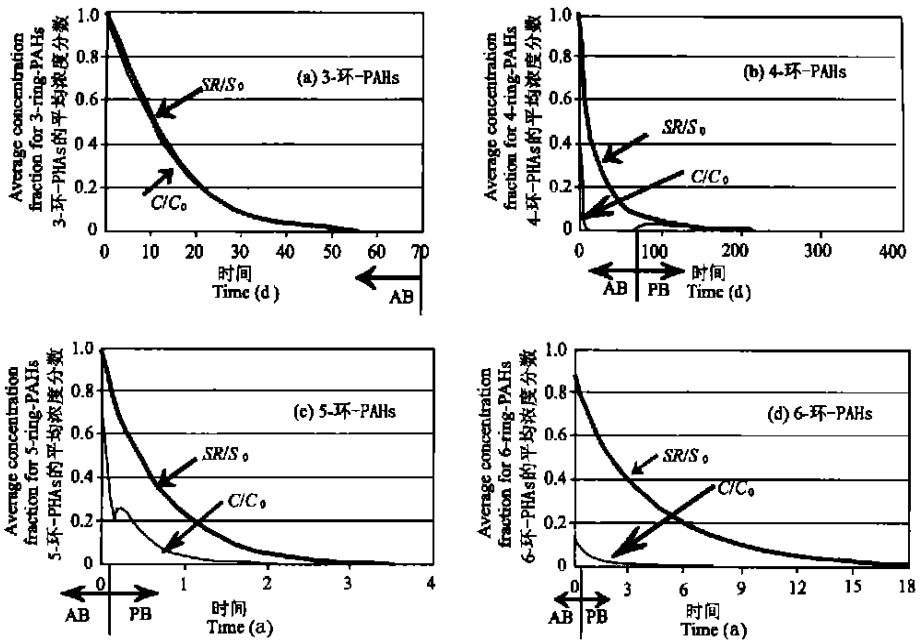 Average concentration
fraction for 3-ring-PAHs
3-环-PHAs的平均浓度分数
1.0
0.8
0.6
0.4
0.2
0
(a) 3-环-PAHs
SR/S₀
C/C₀
0 10 20 30 40 50 60 70
时间
Time (d)
AB
Average concentration
fraction for 4-ring-PAHs
4-环-PHAs的平均浓度分数
1.0
0.8
0.6
0.4
0.2
0
(b) 4-环-PAHs
SR/S₀
C/C₀
0 100 200 300 400
AB PB
时间
Time (d)
Average concentration
fraction for 5-ring-PAHs
5-环-PHAs的平均浓度分数
1.0
0.8
0.6
0.4
0.2
0
(c) 5-环-PAHs
SR/S₀
C/C₀
0 1 2 3 4
AB PB
时间
Time (a)
Average concentration
fraction for 6-ring-PAHs
6-环-PHAs的平均浓度分数
1.0
0.8
0.6
0.4
0.2
0
(d) 6-环-PAHs
SR/S₀
C/C₀
0 3 6 9 12 15 18
AB PB
时间
Time (a)